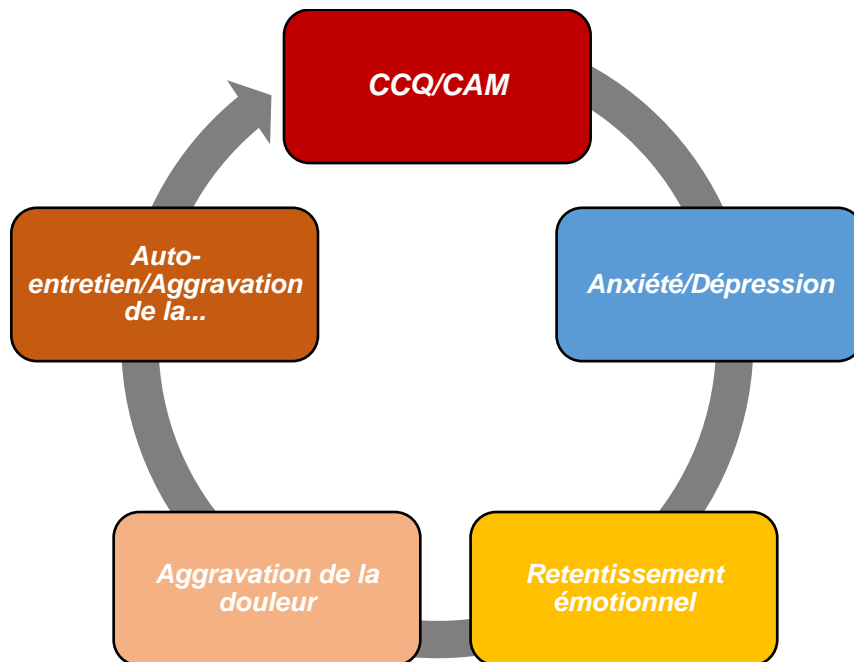 CCQ/CAM
Anxiété/Dépression
Retentissement
émotionnel
Aggravation de la
douleur
Auto-
entretien/Aggravation
de la...